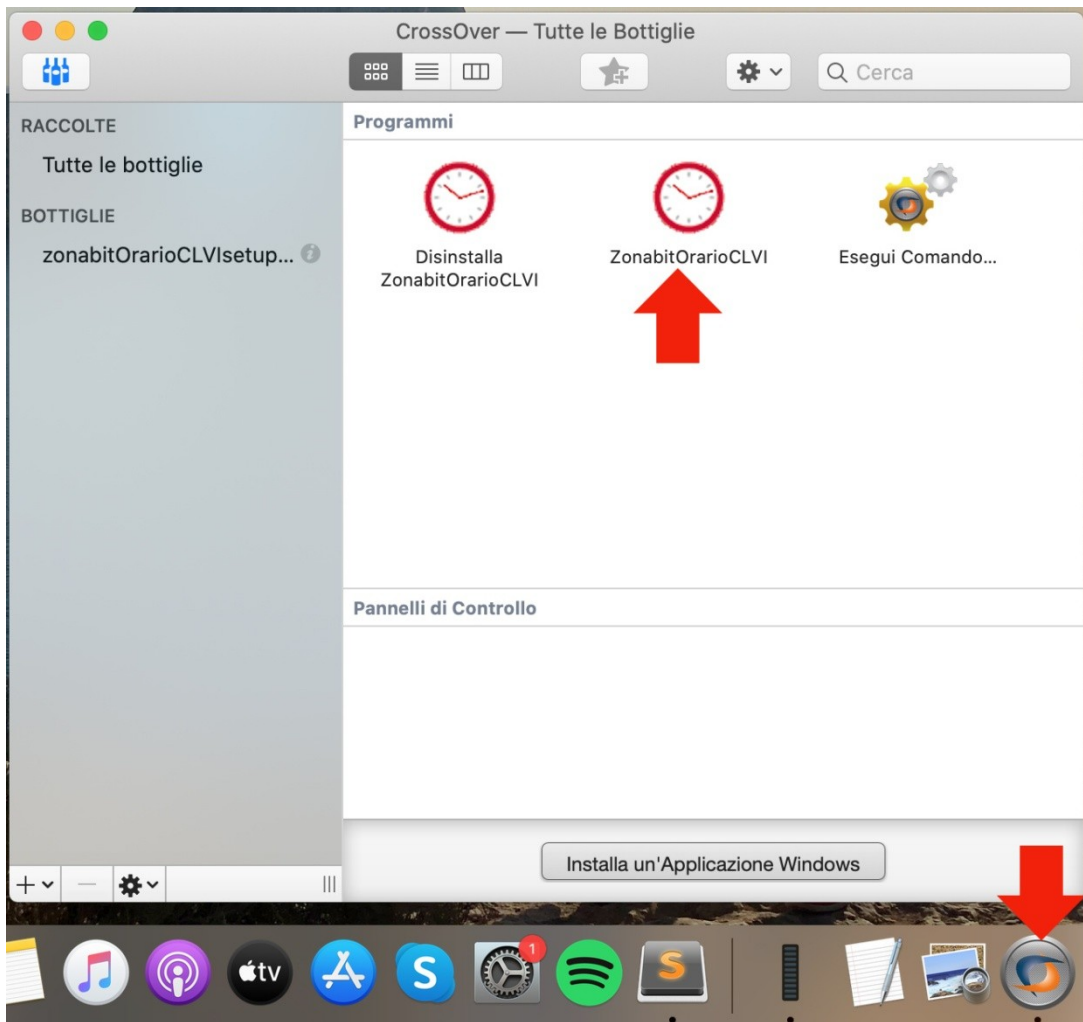 CrossOver — Tutte le Bottiglie
Cerca
RACCOLTE
Tutte le bottiglie
BOTTIGLIE
zonabitOrarioCLVIsetup...
Programmi
Disinstalla
ZonabitOrarioCLVI
ZonabitOrarioCLVI
Esegui Comando...
Pannelli di Controllo
Installa un'Applicazione Windows
tv
S
1
S